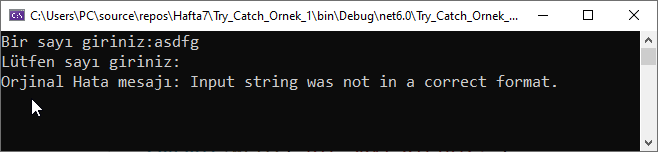 C:\Users\PC\source\repos\Hafta7\Try_Catch_Ornek_1\bin\Debug\net6.0\Try_Catch_Ornek_...
Bir sayı giriniz:asdfg
Lütfen sayı giriniz:
Orjinal Hata mesajı: Input string was not in a correct format.